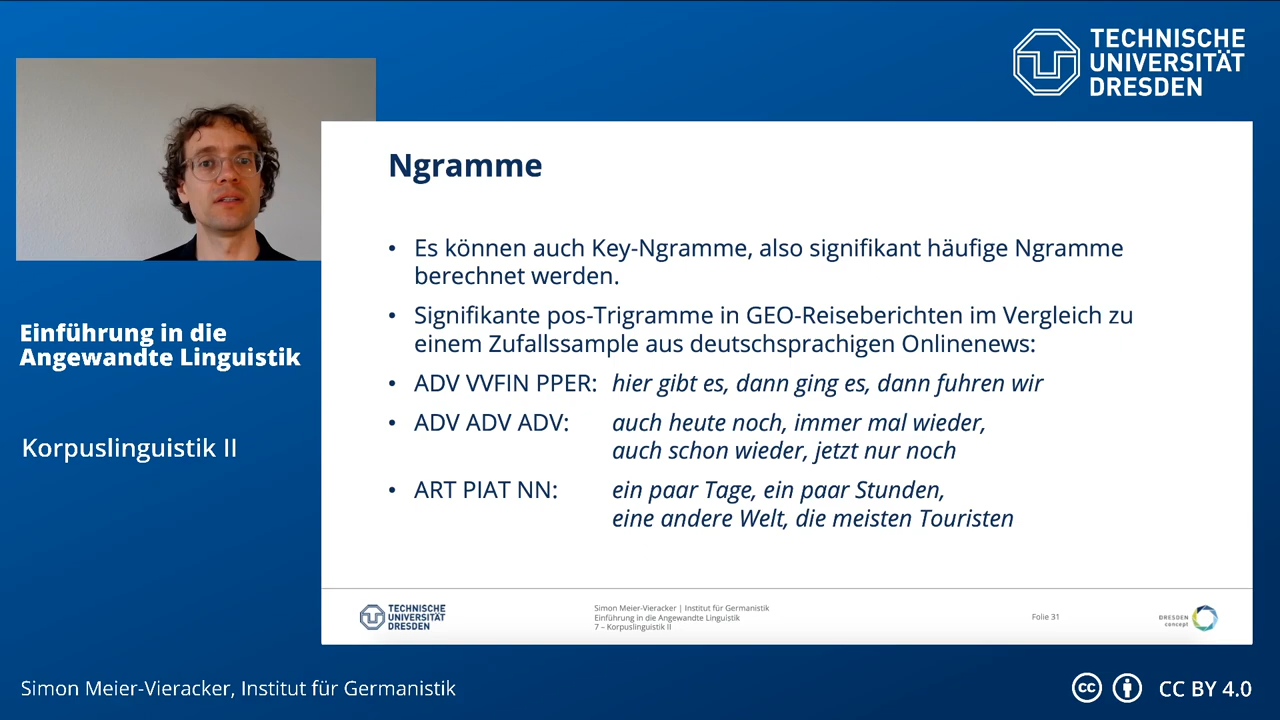 TECHNISCHE
UNIVERSITÄT
DRESDEN
Einführung in die
Angewandte Linguistik
Korpuslinguistik II
Ngramme
• Es können auch Key-Ngramme, also signifikant häufige Ngramme
berechnet werden.
• Signifikante pos-Trigramme in GEO-Reiseberichten im Vergleich zu
einem Zufallssample aus deutschsprachigen Onlinenews:
• ADV VVFIN PPER: hier gibt es, dann ging es, dann fuhren wir
• ADV ADV ADV: auch heute noch, immer mal wieder,
auch schon wieder, jetzt nur noch
• ART PIAT NN: ein paar Tage, ein paar Stunden,
eine andere Welt, die meisten Touristen
TECHNISCHE
UNIVERSITÄT
DRESDEN
Simon Meier-Vieracker | Institut für Germanistik
Einführung in die Angewandte Linguistik
7 – Korpuslinguistik II
Folie 31
DRESDEN
concept
Simon Meier-Vieracker, Institut für Germanistik
cc
CC BY 4.0